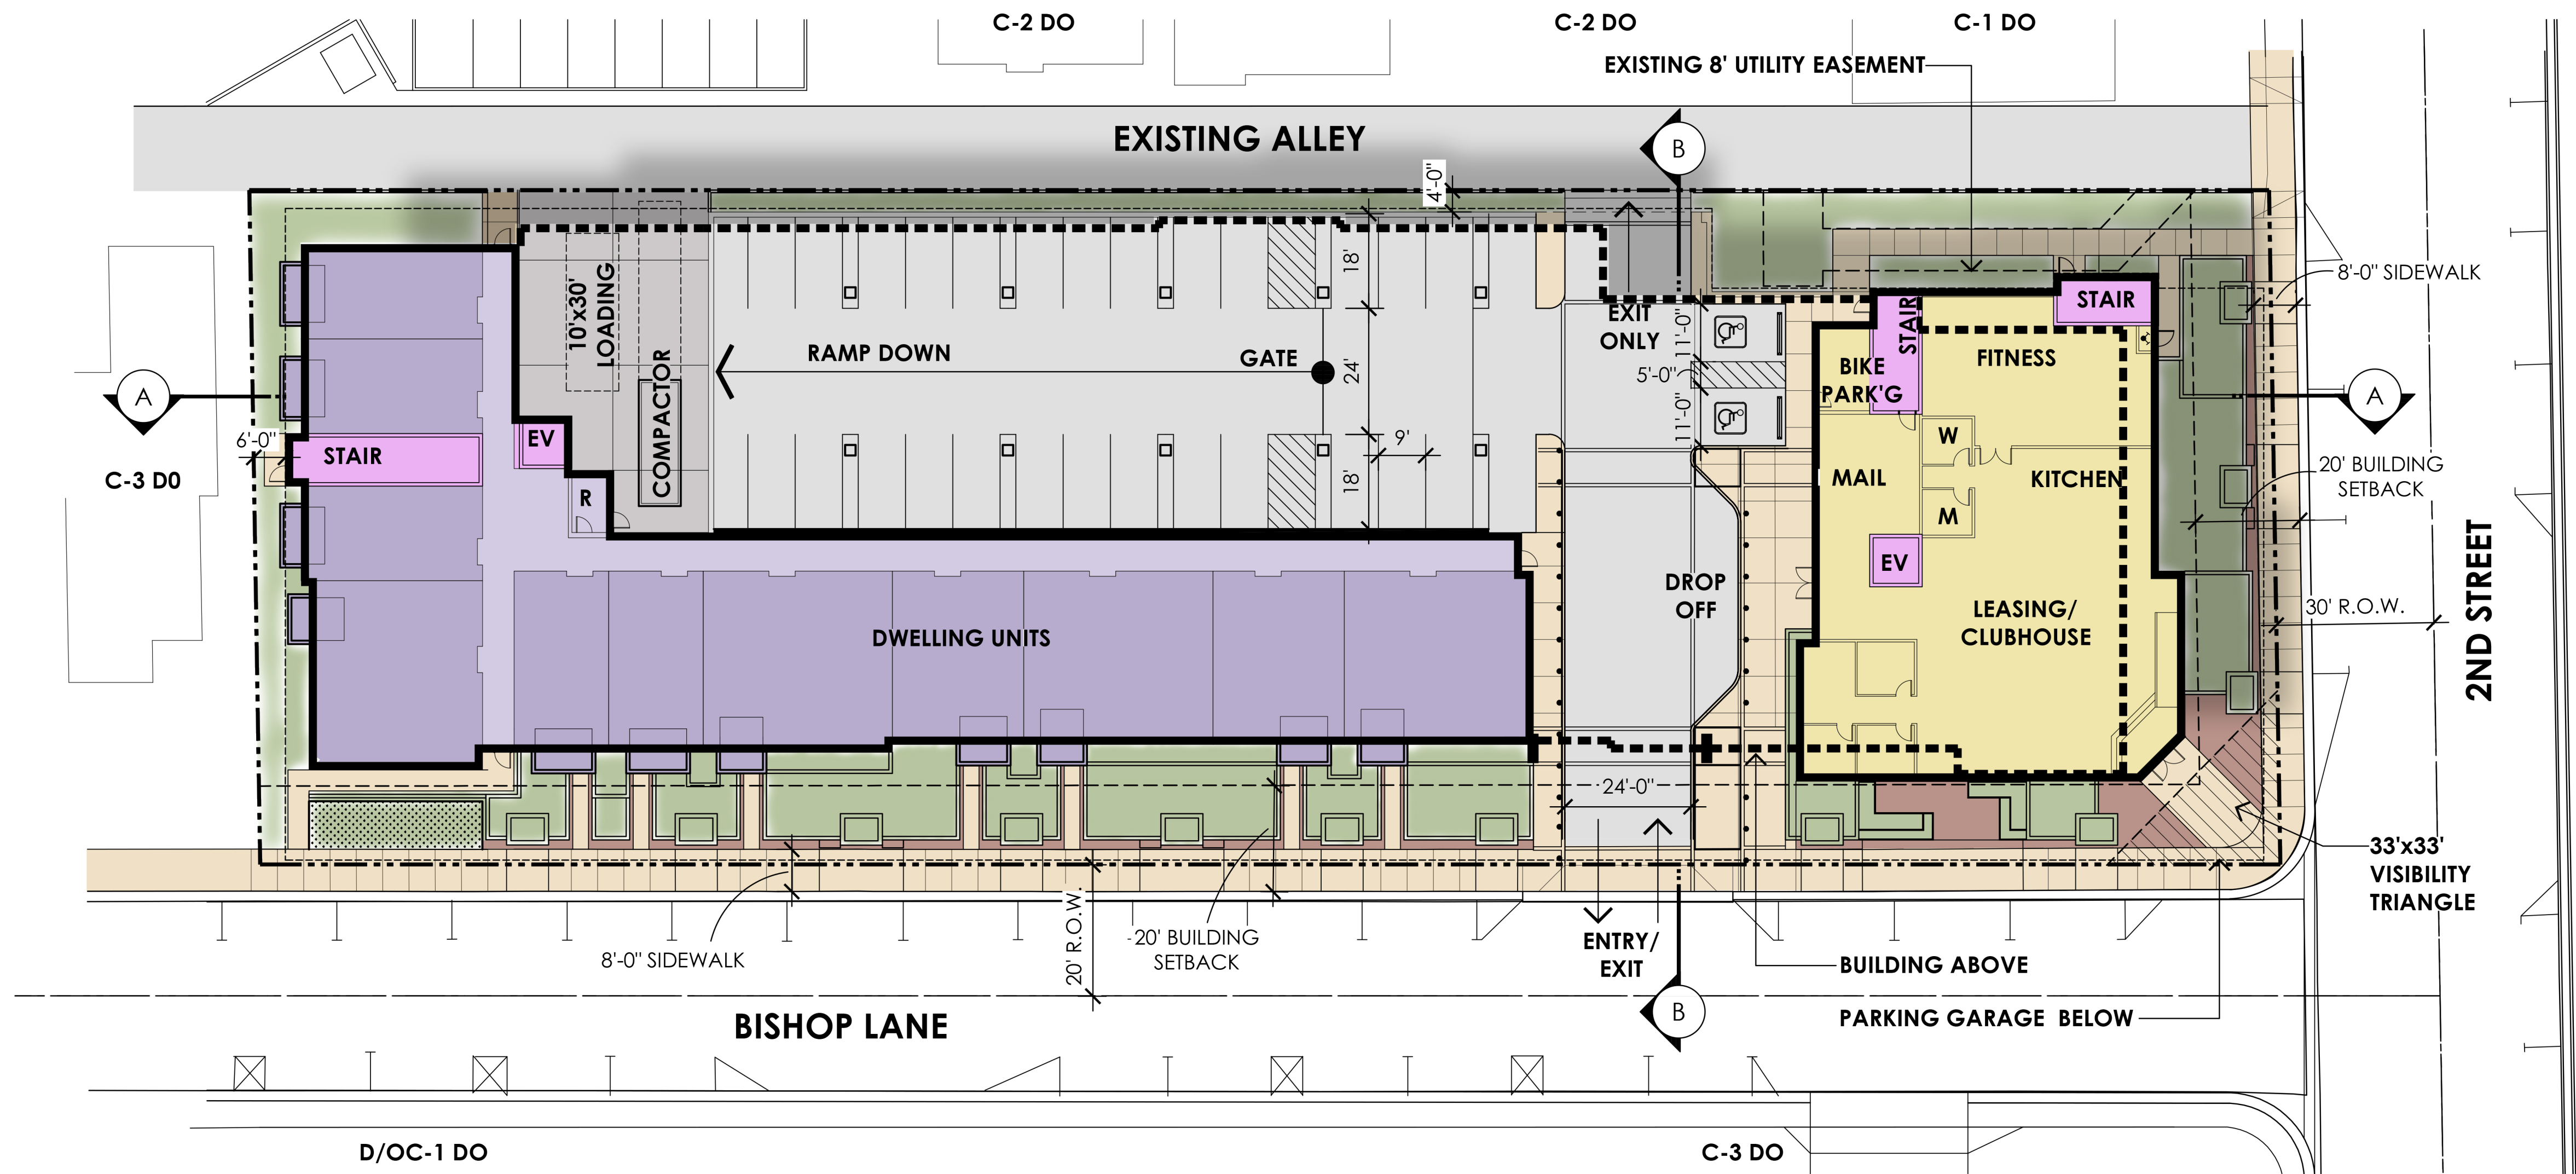 C-2 DO
C-2 DO
C-1 DO
EXISTING 8' UTILITY EASEMENT
EXISTING ALLEY
B
4'-0"
8'-0" SIDEWALK
10'x30'
LOADING
18'
EXIT
ONLY
11'-0"
STAIR
STAIR
RAMP DOWN
GATE
24'
5'-0"
BIKE
PARK'G
FITNESS
COMPACTOR
A
A
6'-0"
STAIR
EV
9'
11'-0"
W
C-3 D0
R
18'
MAIL
KITCHEN
20' BUILDING
SETBACK
M
EV
DROP
OFF
DWELLING UNITS
LEASING/
CLUBHOUSE
30' R.O.W.
2ND STREET
24'-0"
33'x33'
VISIBILITY
TRIANGLE
8'-0" SIDEWALK
20' R.O.W.
20' BUILDING
SETBACK
ENTRY/
EXIT
BUILDING ABOVE
B
PARKING GARAGE BELOW
BISHOP LANE
D/OC-1 DO
C-3 DO